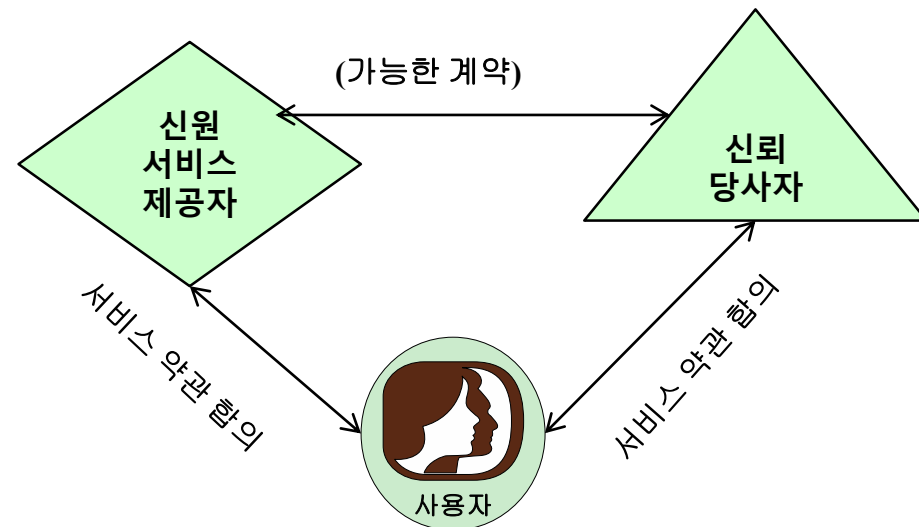 (가능한 계약)
신원
서비스
제공자
신뢰
당사자
서비스 약관 합의
서비스 약관 합의
사용자